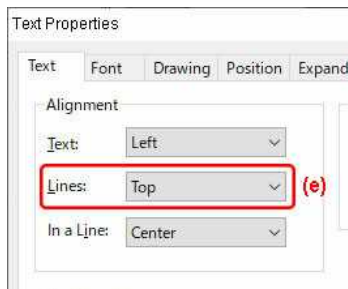 Text Properties
Text Font Drawing Position Expand
Alignment
Text: Left
Lines: Top (e)
In a Line: Center